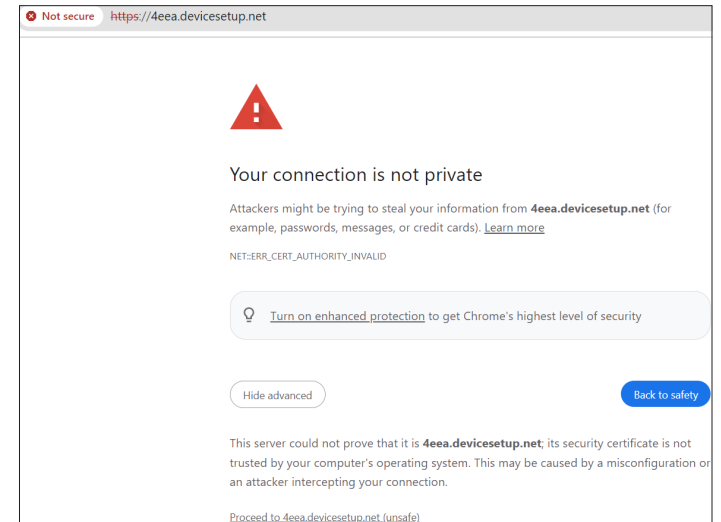 Not secure https://4eea.devicesetup.net
Your connection is not private
Attackers might be trying to steal your information from 4eea.devicesetup.net (for
example, passwords, messages, or credit cards). Learn more
NET::ERR_CERT_AUTHORITY_INVALID
Turn on enhanced protection to get Chrome's highest level of security
Hide advanced Back to safety
This server could not prove that it is 4eea.devicesetup.net; its security certificate is not
trusted by your computer's operating system. This may be caused by a misconfiguration or
an attacker intercepting your connection.
Proceed to 4eea.devicesetup.net (unsafe)